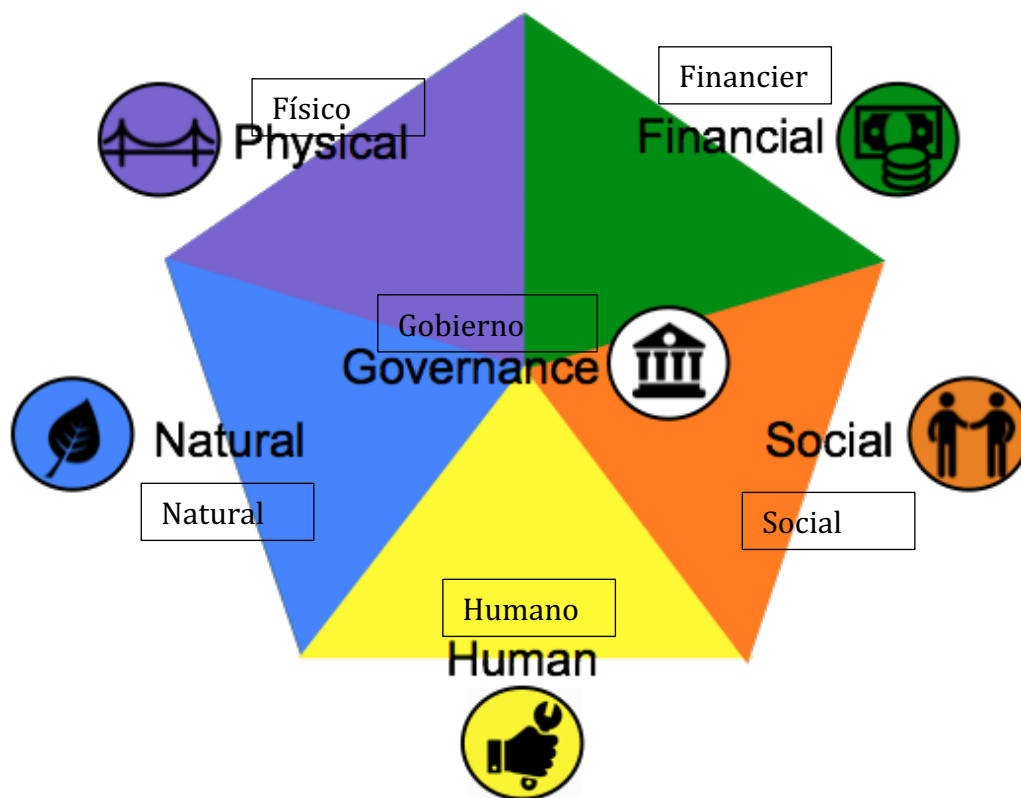 Físico
Physical
Financier
Financial
Gobierno
Governance
Natural
Natural
Social
Social
Humano
Human